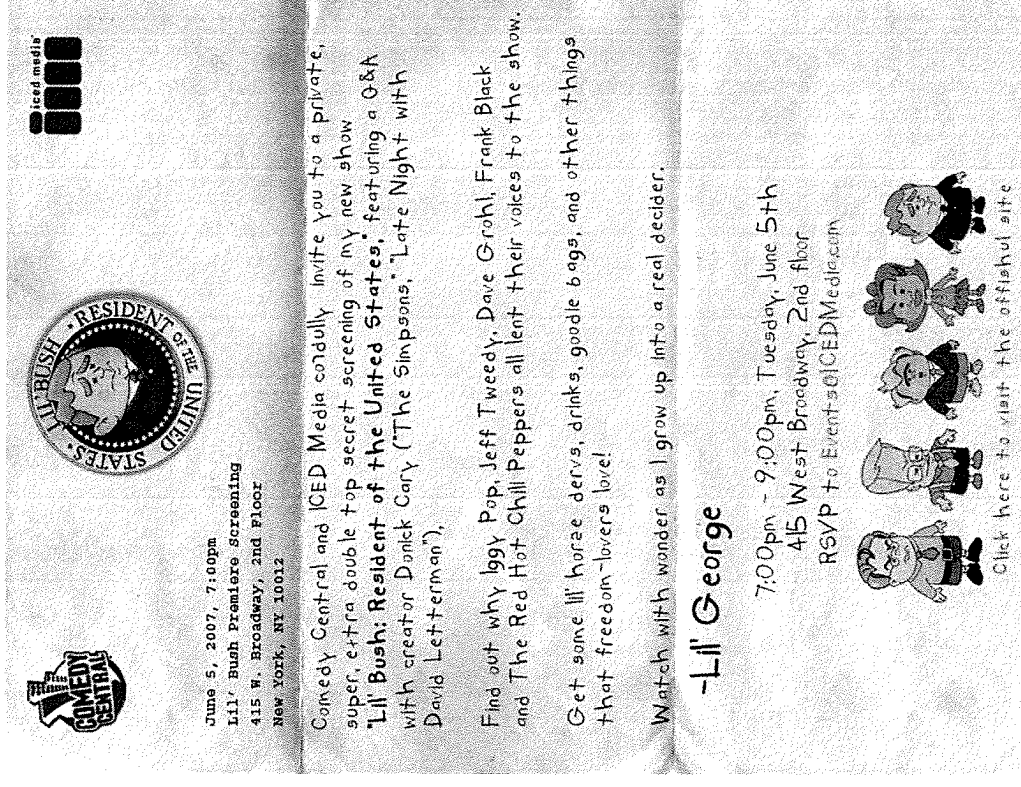 COMEDY CENTRAL
LIL' BUSH · RESIDENT OF THE UNITED STATES ·
iced media
June 5, 2007, 7:00pm
Lil' Bush Premiere Screening
415 W. Broadway, 2nd Floor
New York, NY 10012
Comedy Central and ICED Media cordully invite you to a private,
super, extra double top secret screening of my new show
"Lil' Bush: Resident of the United States," featuring a Q&A
with creator Donick Cary ("The Simpsons," "Late Night with
David Letterman"),
Find out why Iggy Pop, Jeff Tweedy, Dave Grohl, Frank Black
and The Red Hot Chili Peppers all lent their voices to the show.
Get some lil' horze dervs, drinks, goodie bags, and other things
that freedom-lovers love!
Watch with wonder as I grow up into a real decider,
-Lil' George
7:00pm - 9:00pm, Tuesday, June 5th
415 West Broadway, 2nd floor
RSVP to Events@ICEDMedia.com
Click here to visit the offishul site